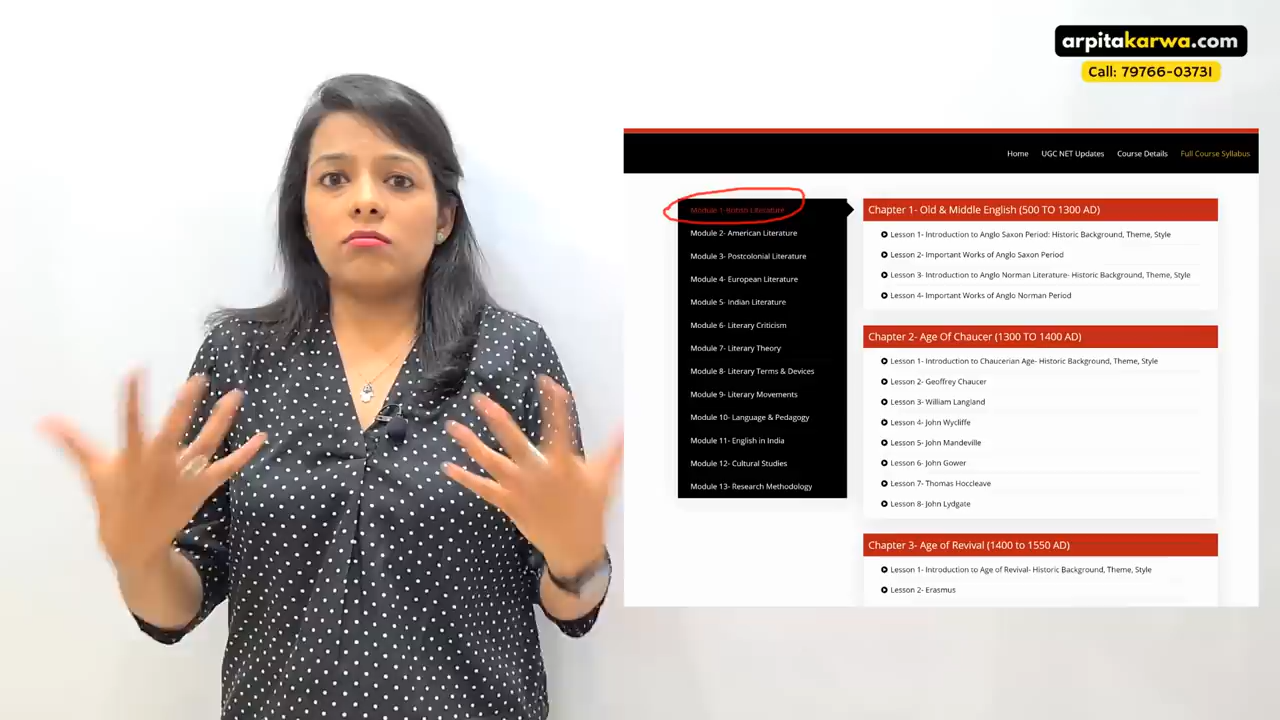 arpitakarwa.com
Call: 79766-03731
Home UGC NET Updates Course Details Full Course Syllabus
Module 1-British Literature
Module 2- American Literature
Module 3- Postcolonial Literature
Module 4- European Literature
Module 5- Indian Literature
Module 6- Literary Criticism
Module 7- Literary Theory
Module 8- Literary Terms & Devices
Module 9- Literary Movements
Module 10- Language & Pedagogy
Module 11- English in India
Module 12- Cultural Studies
Module 13- Research Methodology
Chapter 1- Old & Middle English (500 TO 1300 AD)
Lesson 1- Introduction to Anglo Saxon Period: Historic Background, Theme, Style
Lesson 2- Important Works of Anglo Saxon Period
Lesson 3- Introduction to Anglo Norman Literature- Historic Background, Theme, Style
Lesson 4- Important Works of Anglo Norman Period
Chapter 2- Age Of Chaucer (1300 TO 1400 AD)
Lesson 1- Introduction to Chaucerian Age- Historic Background, Theme, Style
Lesson 2- Geoffrey Chaucer
Lesson 3- William Langland
Lesson 4- John Wycliffe
Lesson 5- John Mandeville
Lesson 6- John Gower
Lesson 7- Thomas Hoccleave
Lesson 8- John Lydgate
Chapter 3- Age of Revival (1400 to 1550 AD)
Lesson 1- Introduction to Age of Revival- Historic Background, Theme, Style
Lesson 2- Erasmus